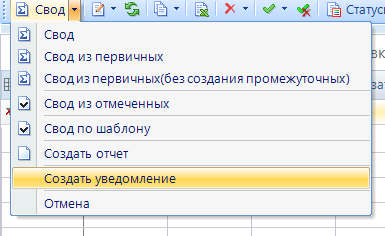 Свод
Статусы
Свод
Свод из первичных
Свод из первичных(без создания промежуточных)
Свод из отмеченных
Свод по шаблону
Создать отчет
Создать уведомление
Отмена